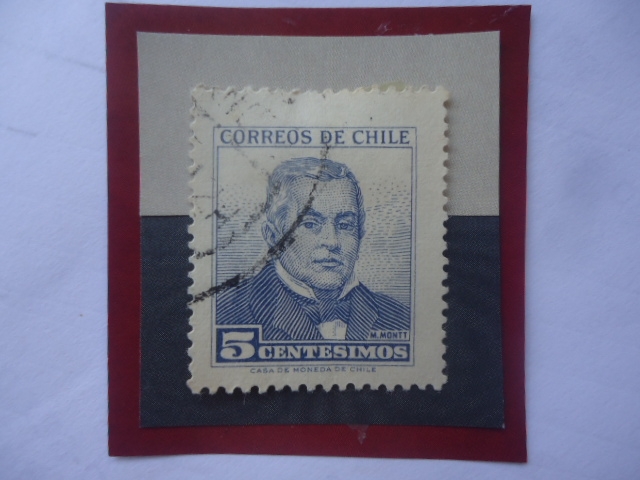 CORREOS DE CHILE
M. MONTT
5 CENTESIMOS
CASA DE MONEDA DE CHILE